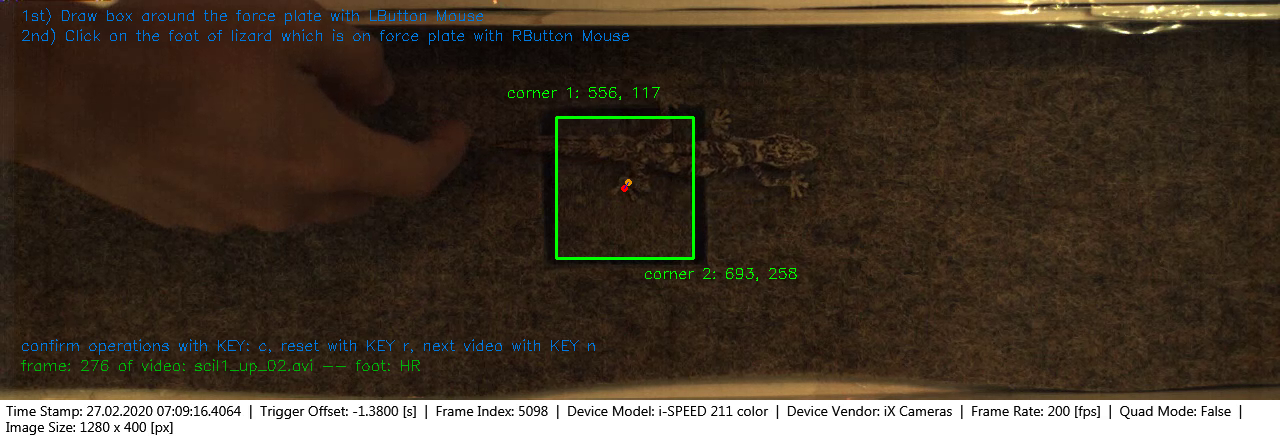 1st) Draw box around the force plate with LButton Mouse
2nd) Click on the foot of lizard which is on force plate with RButton Mouse
corner 1: 556, 117
corner 2: 693, 258
confirm operations with KEY: c, reset with KEY r, next video with KEY n
frame: 276 of video: scil1_up_02.avi -- foot: HR
Time Stamp: 27.02.2020 07:09:16.4064 | Trigger Offset: -1.3800 [s] | Frame Index: 5098 | Device Model: i-SPEED 211 color | Device Vendor: iX Cameras | Frame Rate: 200 [fps] | Quad Mode: False |
Image Size: 1280 x 400 [px]